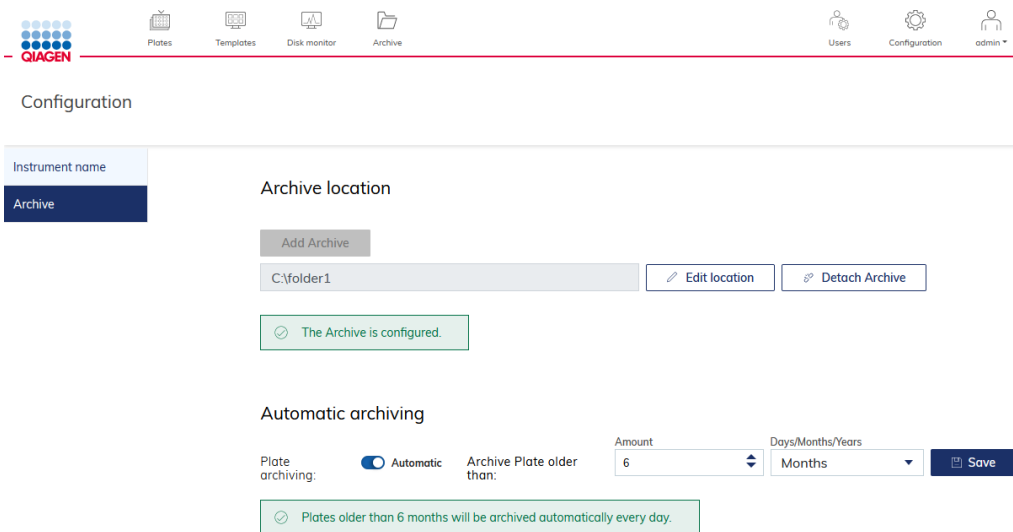 Plates
Templates
Disk monitor
Archive
Users
Configuration
admin
QIAGEN
Configuration
Instrument name
Archive
Archive location
Add Archive
C:\folder1
Edit location
Detach Archive
The Archive is configured.
Automatic archiving
Amount
Days/Months/Years
Plate
archiving:
Automatic
Archive Plate older
than:
6
Months
Save
Plates older than 6 months will be archived automatically every day.